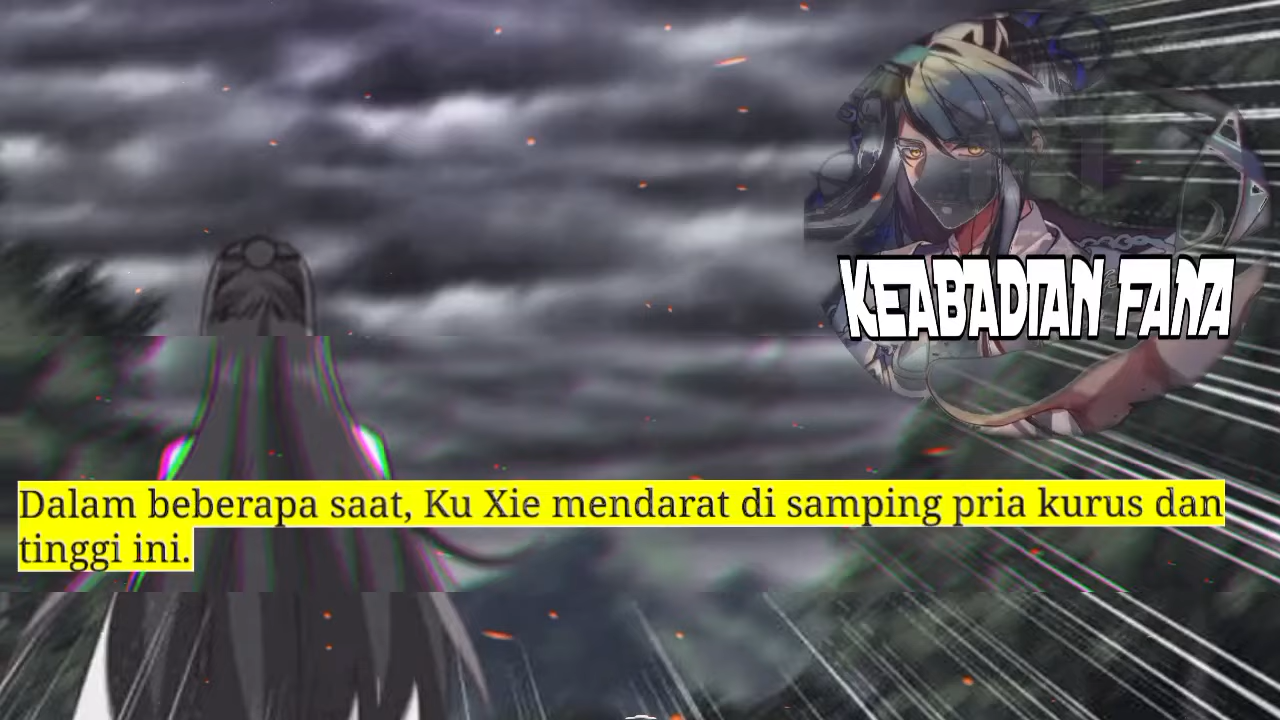 KEABADIAN FANA
Dalam beberapa saat, Ku Xie mendarat di samping pria kurus dan
tinggi ini.